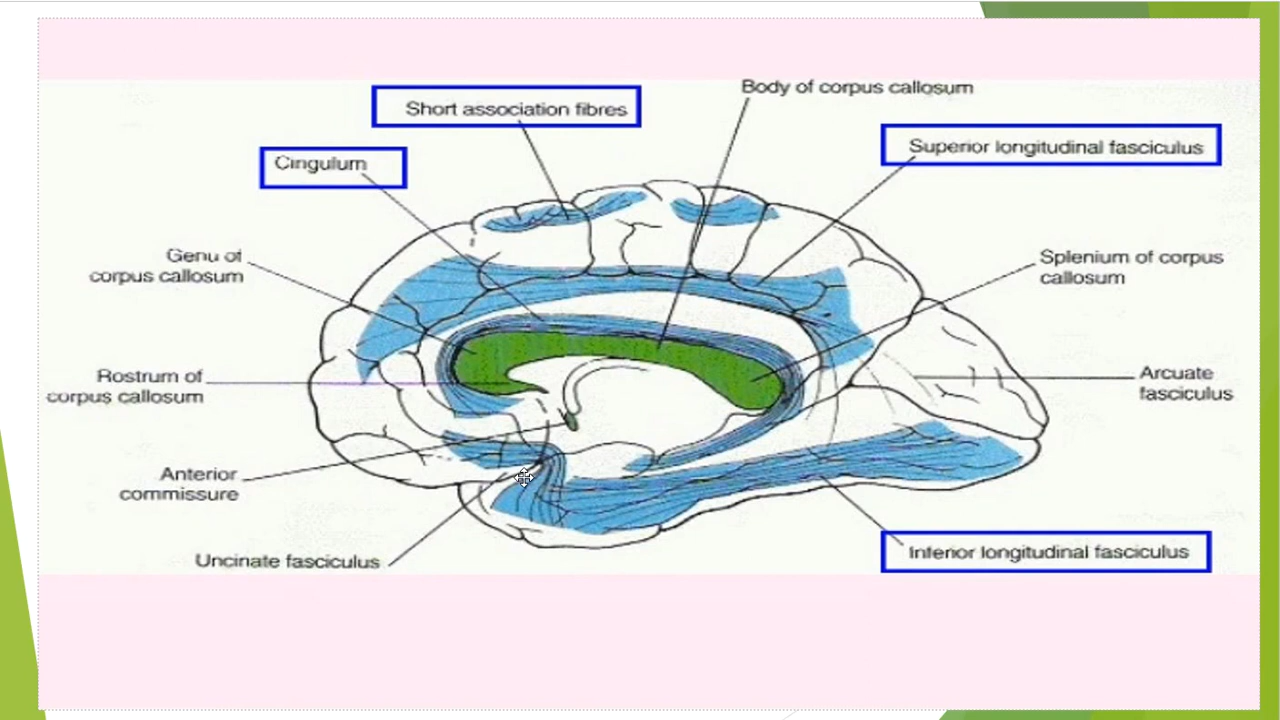 Body of corpus callosum
Short association fibres
Superior longitudinal fasciculus
Cingulum
Genu of
corpus callosum
Splenium of corpus
callosum
Rostrum of
corpus callosum
Arcuate
fasciculus
Anterior
commissure
Uncinate fasciculus
Inferior longitudinal fasciculus